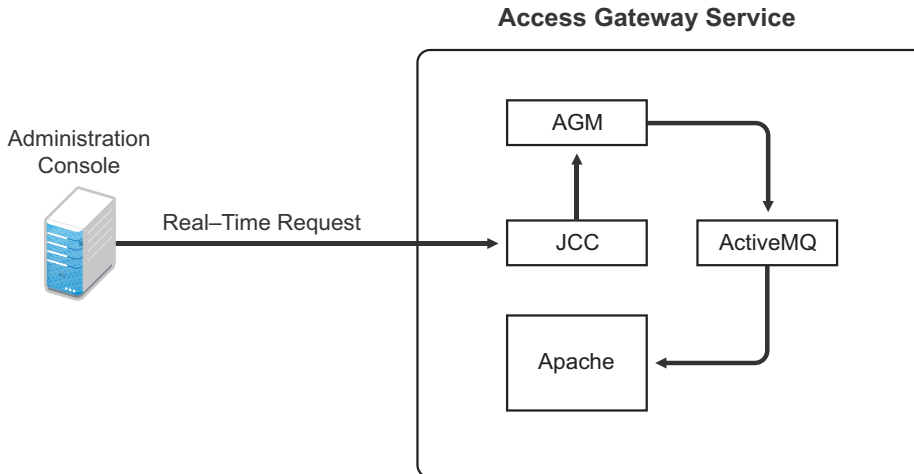 Access Gateway Service
AGM
Administration
Console
Real–Time Request
JCC
ActiveMQ
Apache